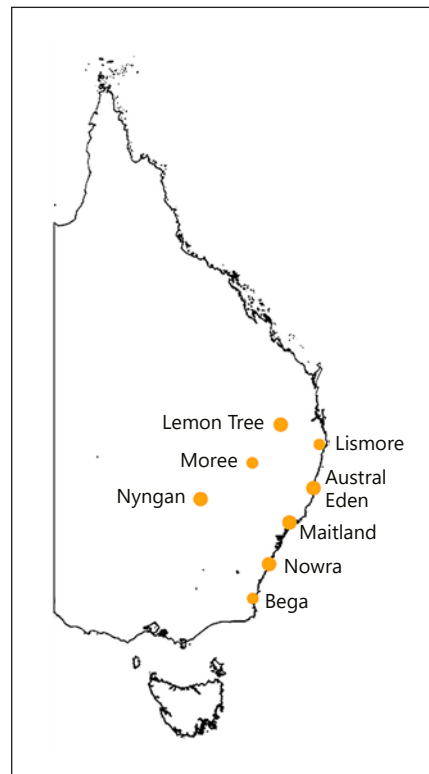 Lemon Tree
Lismore
Moree
Austral
Eden
Nyngan
Maitland
Nowra
Bega